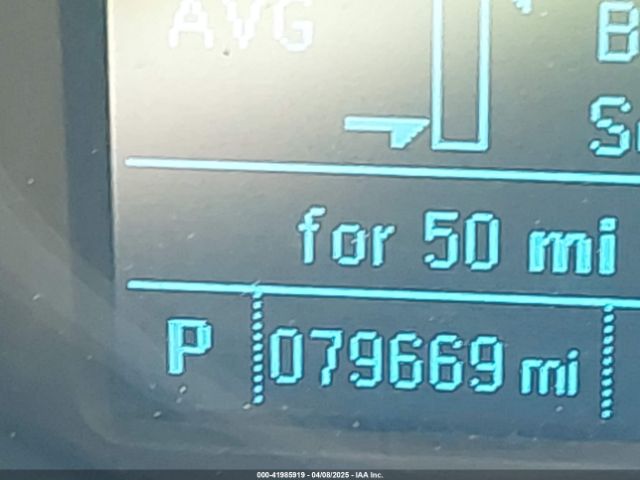 AVG
for 50 mi
P 079669 mi
000-41985919 - 04/08/2025 - IAA Inc.